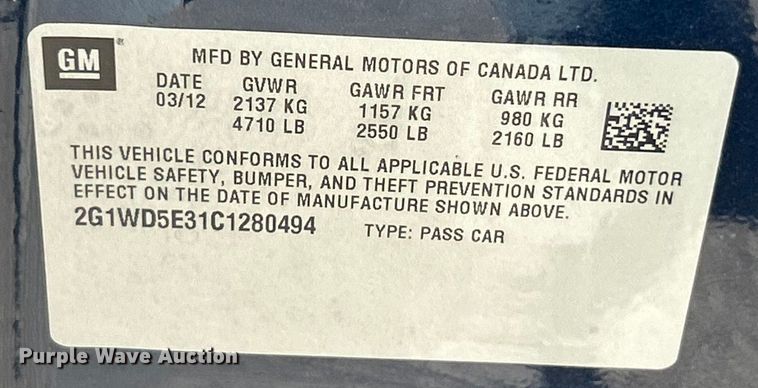 GM
MFD BY GENERAL MOTORS OF CANADA LTD.
DATE GVWR GAWR FRT GAWR RR
03/12 2137 KG 1157 KG 980 KG
4710 LB 2550 LB 2160 LB
THIS VEHICLE CONFORMS TO ALL APPLICABLE U.S. FEDERAL MOTOR
VEHICLE SAFETY, BUMPER, AND THEFT PREVENTION STANDARDS IN
EFFECT ON THE DATE OF MANUFACTURE SHOWN ABOVE.
2G1WD5E31C1280494 TYPE: PASS CAR
Purple Wave Auction